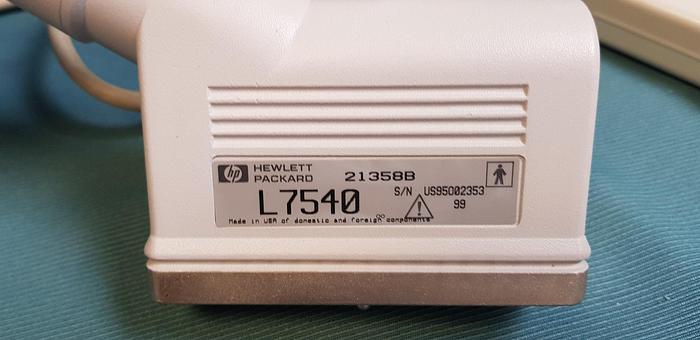 hp HEWLETT PACKARD 21358B
L7540 S/N US95002353
99
Made in USA of domestic and foreign components